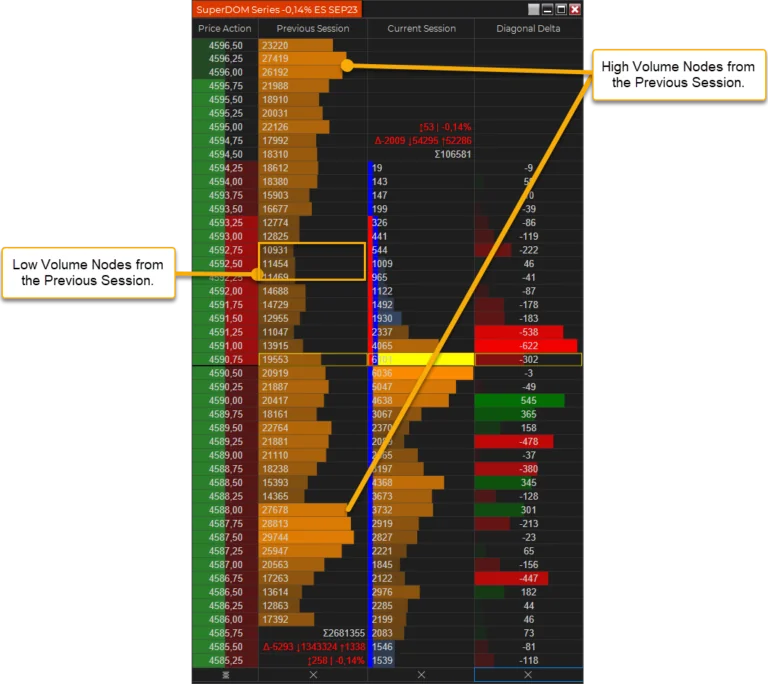 SuperDOM Series -0,14% ES SEP23
Price Action Previous Session Current Session Diagonal Delta
4596,50 23220
4596,25 27419
4596,00 26192
4595,75 21988
4595,50 18910
4595,25 20031
4595,00 22126 ↨53 | -0,14%
4594,75 17992 Δ-2009 ↓54295 ↑52286
4594,50 18310 Σ106581
4594,25 18612 19 -9
4594,00 18380 143
4593,75 15903 147
4593,50 16677 199 -39
4593,25 12774 326 -86
4593,00 12825 441 -119
4592,75 10931 544 -222
4592,50 11454 1009 46
4592,25 11469 965 -41
4592,00 14688 1122 -87
4591,75 14729 1492 -178
4591,50 12955 1930 -183
4591,25 11047 2337 -538
4591,00 13915 4065 -622
4590,75 19553 -302
4590,50 20919 6036 -3
4590,25 21887 5047 -49
4590,00 20417 4638 545
4589,75 18161 3067 365
4589,50 22764 2370 158
4589,25 21881 -478
4589,00 21110 -37
4588,75 18238 3197 -380
4588,50 15393 4368 345
4588,25 14365 3673 -128
4588,00 27678 3732 301
4587,75 28813 2919 -213
4587,50 29744 2827 -23
4587,25 25947 2221 65
4587,00 20563 1845 -156
4586,75 17263 2122 -447
4586,50 13614 2976 182
4586,25 12863 2285 44
4586,00 17392 2199 46
4585,75 Σ2681355 2083 73
4585,50 Δ-5293 ↓1343324 ↑1338 1546 -81
4585,25 ↨258 | -0,14% 1539 -118
High Volume Nodes from
the Previous Session.
Low Volume Nodes from
the Previous Session.